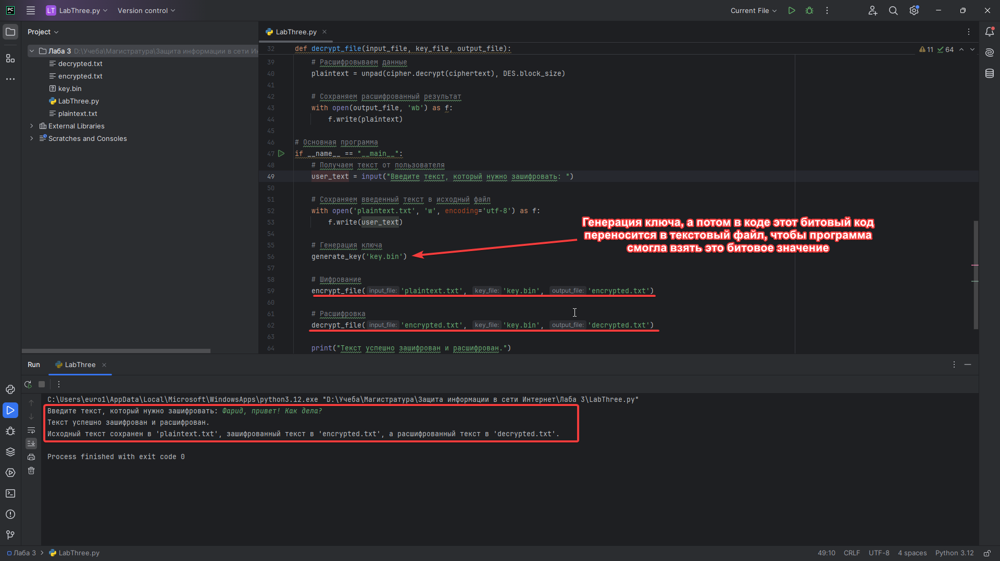 PC
LT LabThree.py
Version control
Current File
Project
LabThree.py
Лаба 3 D:\Учеба\Магистратура\Защита информации в сети Ин
decrypted.txt
encrypted.txt
key.bin
LabThree.py
plaintext.txt
External Libraries
Scratches and Consoles
11 64
32 def decrypt_file(input_file, key_file, output_file):
39 # Расшифровываем данные
40 plaintext = unpad(cipher.decrypt(ciphertext), DES.block_size)
41
42 # Сохраняем расшифрованный результат
43 with open(output_file, 'wb') as f:
44 f.write(plaintext)
45
46 # Основная программа
47 if __name__ == "__main__":
48 # Получаем текст от пользователя
49 user_text = input("Введите текст, который нужно зашифровать: ")
50
51 # Сохраняем введенный текст в исходный файл
52 with open('plaintext.txt', 'w', encoding='utf-8') as f:
53 f.write(user_text)
54
55 # Генерация ключа
56 generate_key('key.bin')
57
58 # Шифрование
59 encrypt_file( input_file: 'plaintext.txt', key_file: 'key.bin', output_file: 'encrypted.txt')
60
61 # Расшифровка
62 decrypt_file( input_file: 'encrypted.txt', key_file: 'key.bin', output_file: 'decrypted.txt')
63
64 print("Текст успешно зашифрован и расшифрован.")
Генерация ключа, а потом в коде этот битовый код
переносится в текстовый файл, чтобы программа
смогла взять это битовое значение
Run LabThree
C:\Users\euro1\AppData\Local\Microsoft\WindowsApps\python3.12.exe "D:\Учеба\Магистратура\Защита информации в сети Интернет\Лаба 3\LabThree.py"
Введите текст, который нужно зашифровать: Фарид, привет! Как дела?
Текст успешно зашифрован и расшифрован.
Исходный текст сохранен в 'plaintext.txt', зашифрованный текст в 'encrypted.txt', а расшифрованный текст в 'decrypted.txt'.
Process finished with exit code 0
Лаба 3 > LabThree.py
49:10 CRLF UTF-8 4 spaces Python 3.12